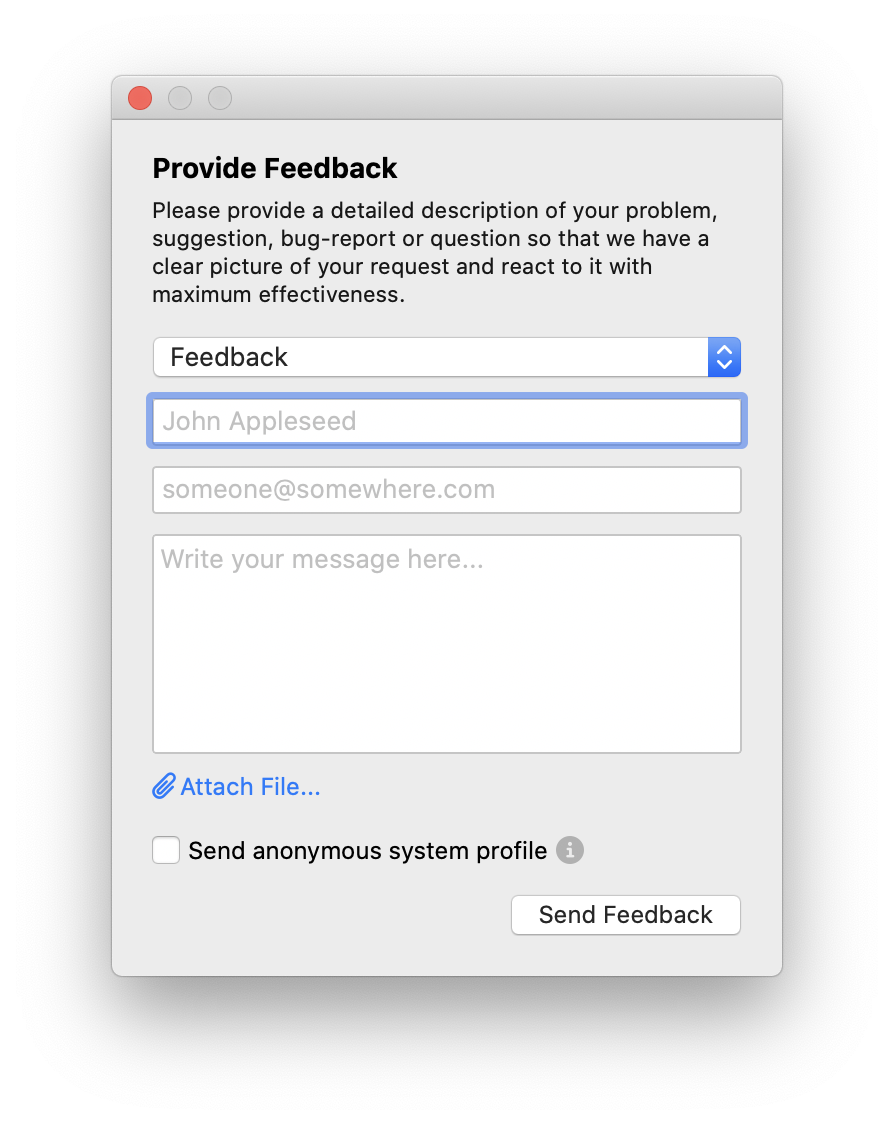 Provide Feedback
Please provide a detailed description of your problem,
suggestion, bug-report or question so that we have a
clear picture of your request and react to it with
maximum effectiveness.
Feedback
John Appleseed
someone@somewhere.com
Write your message here...
Attach File...
Send anonymous system profile
Send Feedback